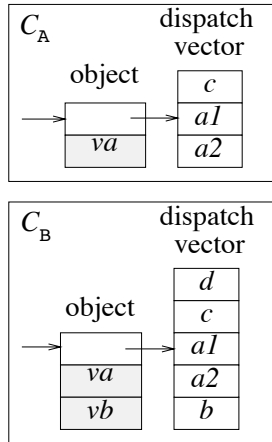 C_A
dispatch
vector
object
c
a1
va
a2
C_B
dispatch
vector
object
d
c
a1
va
a2
vb
b